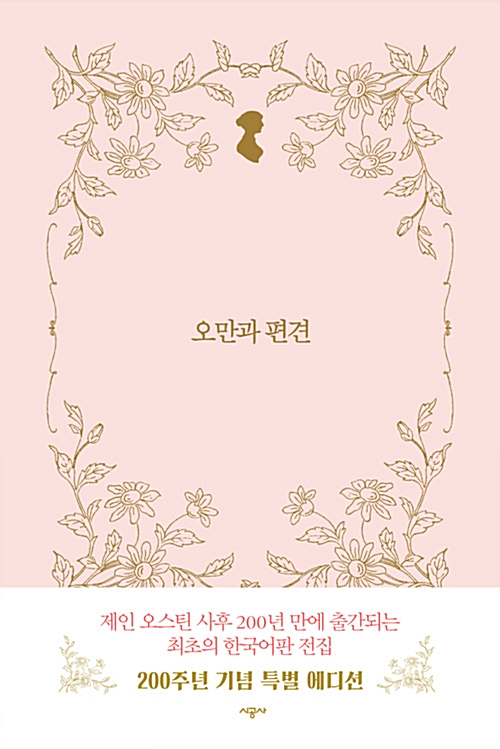 오만과 편견
제인 오스틴 사후 200년 만에 출간되는
최초의 한국어판 전집
200주년 기념 특별 에디션
시공사